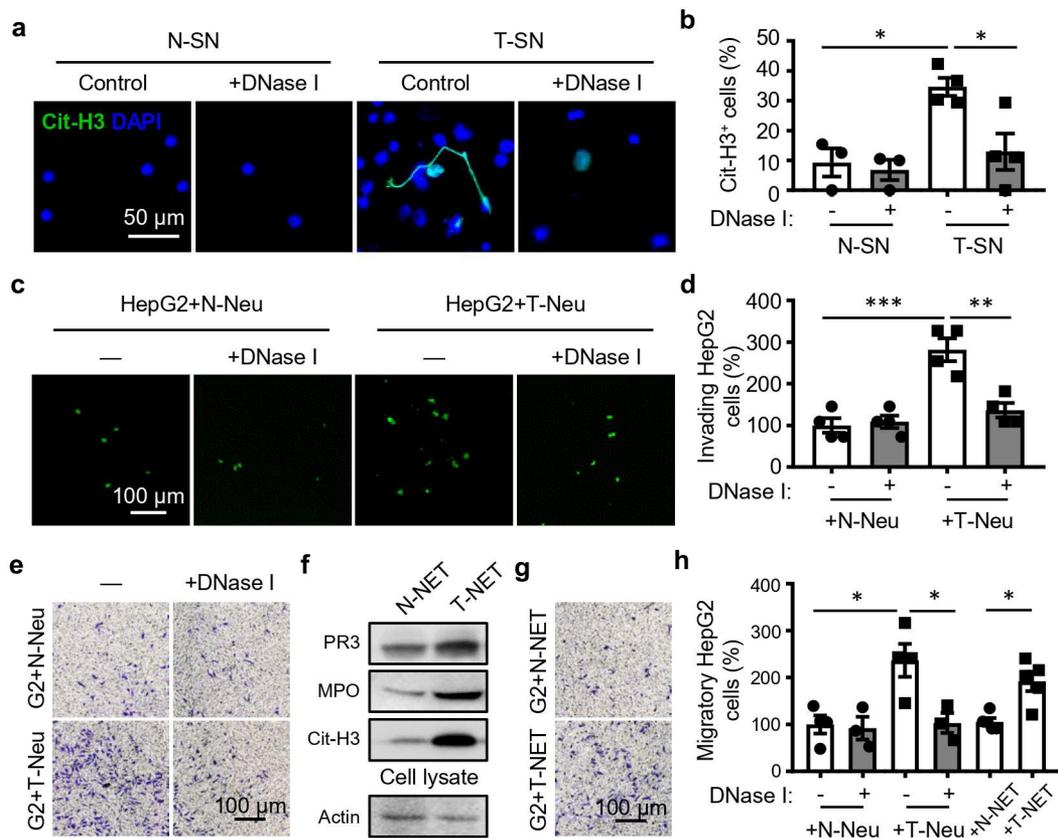 a
N-SN
T-SN
Control
+DNase I
Control
+DNase I
Cit-H3 DAPI
50 µm
b
Cit-H3+ cells (%)
50
40
30
20
10
0
*
*
DNase I:
-
+
-
+
N-SN
T-SN
c
HepG2+N-Neu
HepG2+T-Neu
—
+DNase I
—
+DNase I
100 µm
d
Invading HepG2
cells (%)
400
300
200
100
0
***
**
DNase I:
-
+
-
+
+N-Neu
+T-Neu
e
—
+DNase I
G2+N-Neu
G2+T-Neu
100 µm
f
N-NET
T-NET
PR3
MPO
Cit-H3
Cell lysate
Actin
g
G2+N-NET
G2+T-NET
100 µm
h
Migratory HepG2
cells (%)
400
300
200
100
0
*
*
*
DNase I:
-
+
-
+
+N-Neu
+T-Neu
+N-NET
+T-NET